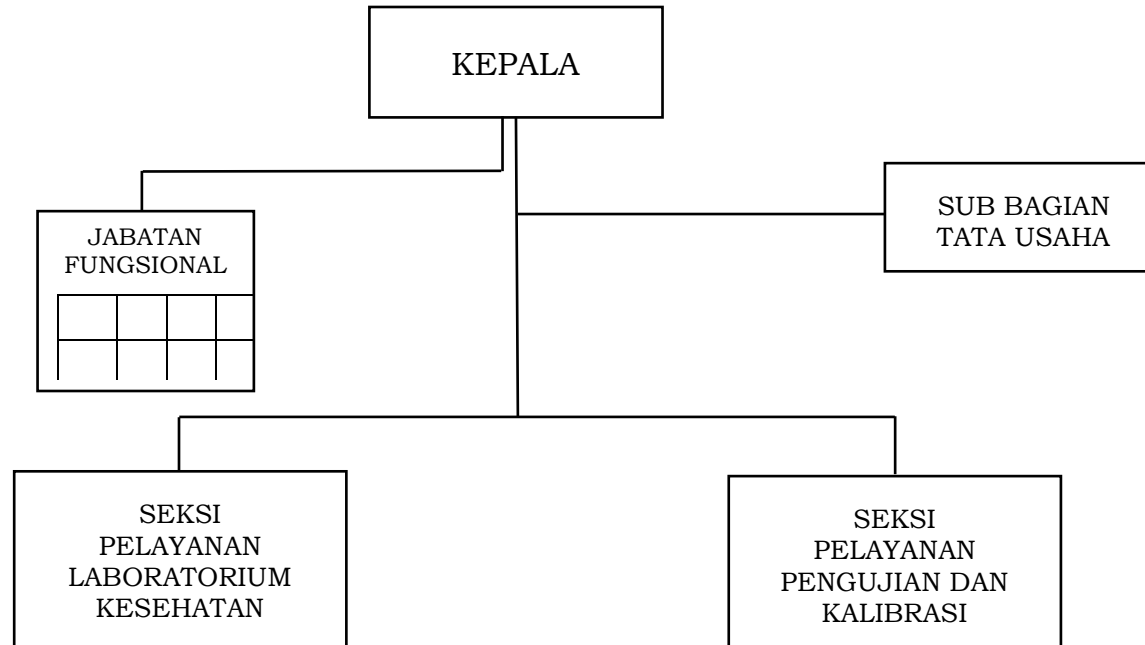 KEPALA
SUB BAGIAN
TATA USAHA
JABATAN
FUNGSIONAL
SEKSI
PELAYANAN
LABORATORIUM
KESEHATAN
SEKSI
PELAYANAN
PENGUJIAN DAN
KALIBRASI